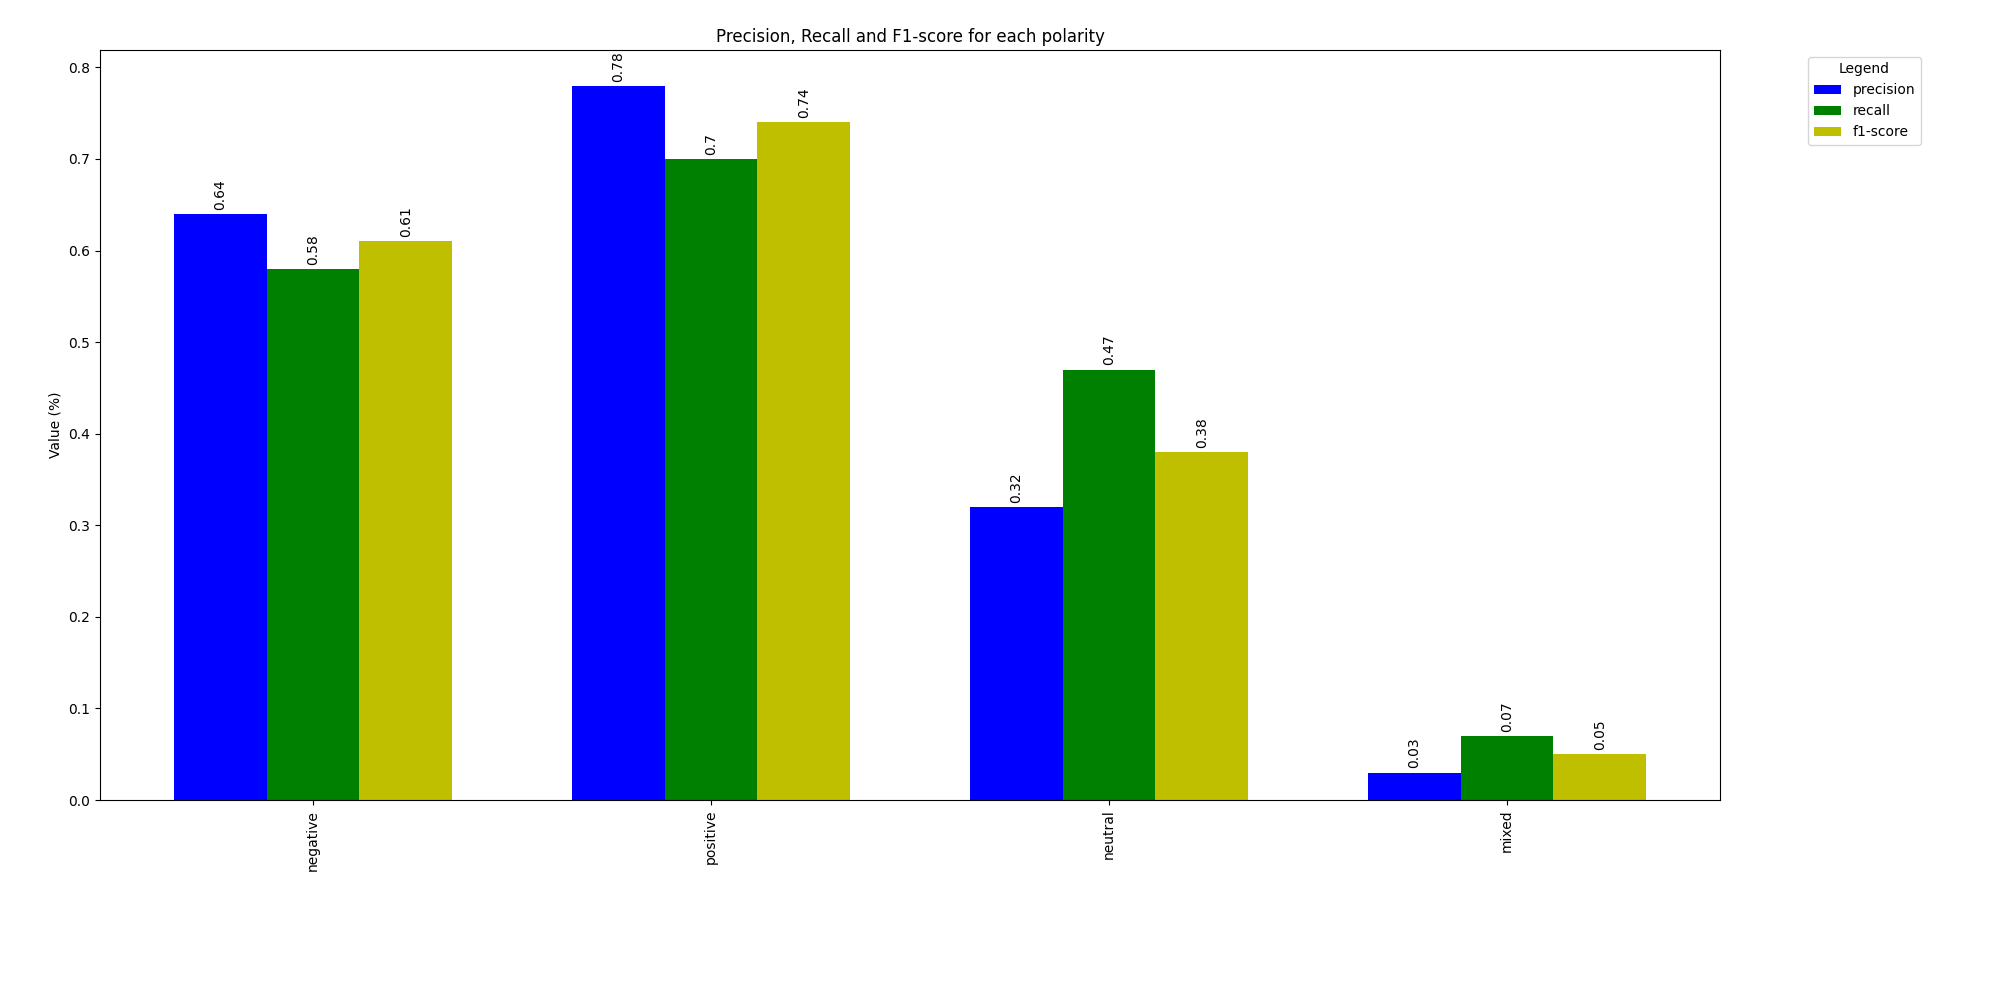 Precision, Recall and F1-score for each polarity
Legend
precision
recall
f1-score
Value (%)
0.8
0.7
0.6
0.5
0.4
0.3
0.2
0.1
0.0
0.64
0.58
0.61
0.78
0.7
0.74
0.32
0.47
0.38
0.03
0.07
0.05
negative
positive
neutral
mixed